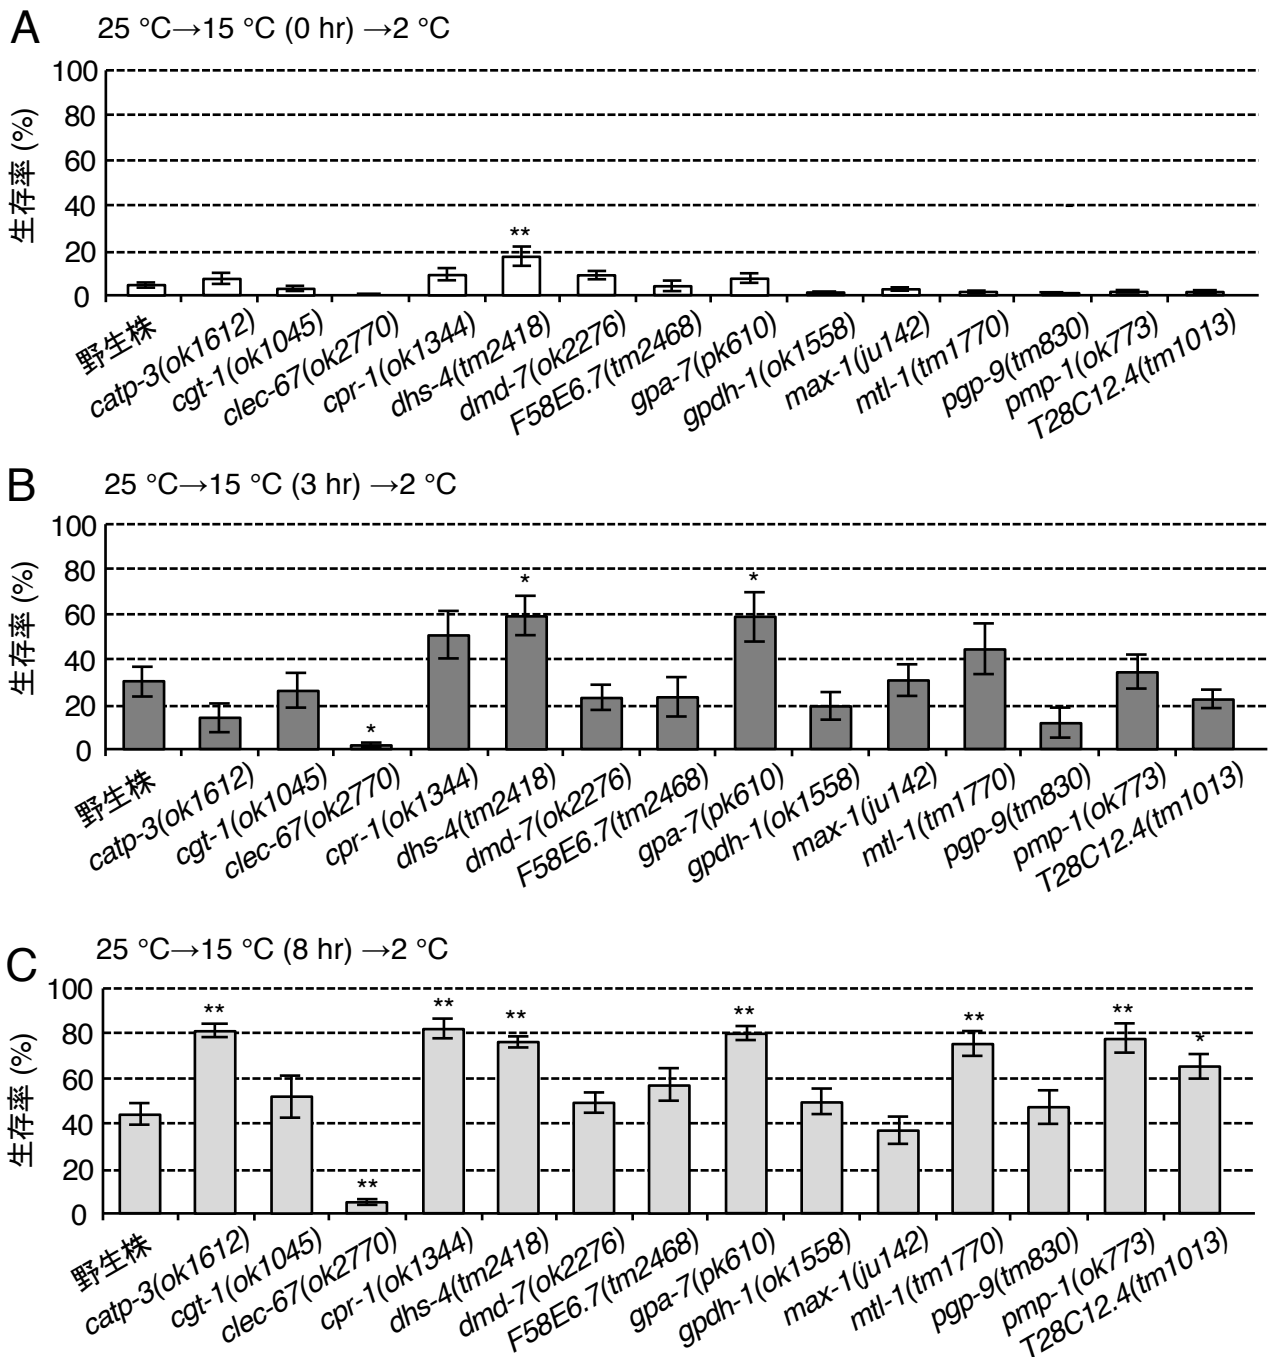 A 25 °C→15 °C (0 hr) →2 °C
生存率 (%)
100
80
60
40
20
0
**
野生株
catp-3(ok1612)
cgt-1(ok1045)
clec-67(ok2770)
cpr-1(ok1344)
dhs-4(tm2418)
dmd-7(ok2276)
F58E6.7(tm2468)
gpa-7(pk610)
gpdh-1(ok1558)
max-1(ju142)
mtl-1(tm1770)
pgp-9(tm830)
pmp-1(ok773)
T28C12.4(tm1013)
B 25 °C→15 °C (3 hr) →2 °C
生存率 (%)
100
80
60
40
20
0
*
*
*
野生株
catp-3(ok1612)
cgt-1(ok1045)
clec-67(ok2770)
cpr-1(ok1344)
dhs-4(tm2418)
dmd-7(ok2276)
F58E6.7(tm2468)
gpa-7(pk610)
gpdh-1(ok1558)
max-1(ju142)
mtl-1(tm1770)
pgp-9(tm830)
pmp-1(ok773)
T28C12.4(tm1013)
C 25 °C→15 °C (8 hr) →2 °C
生存率 (%)
100
80
60
40
20
0
**
**
**
**
**
**
**
*
野生株
catp-3(ok1612)
cgt-1(ok1045)
clec-67(ok2770)
cpr-1(ok1344)
dhs-4(tm2418)
dmd-7(ok2276)
F58E6.7(tm2468)
gpa-7(pk610)
gpdh-1(ok1558)
max-1(ju142)
mtl-1(tm1770)
pgp-9(tm830)
pmp-1(ok773)
T28C12.4(tm1013)